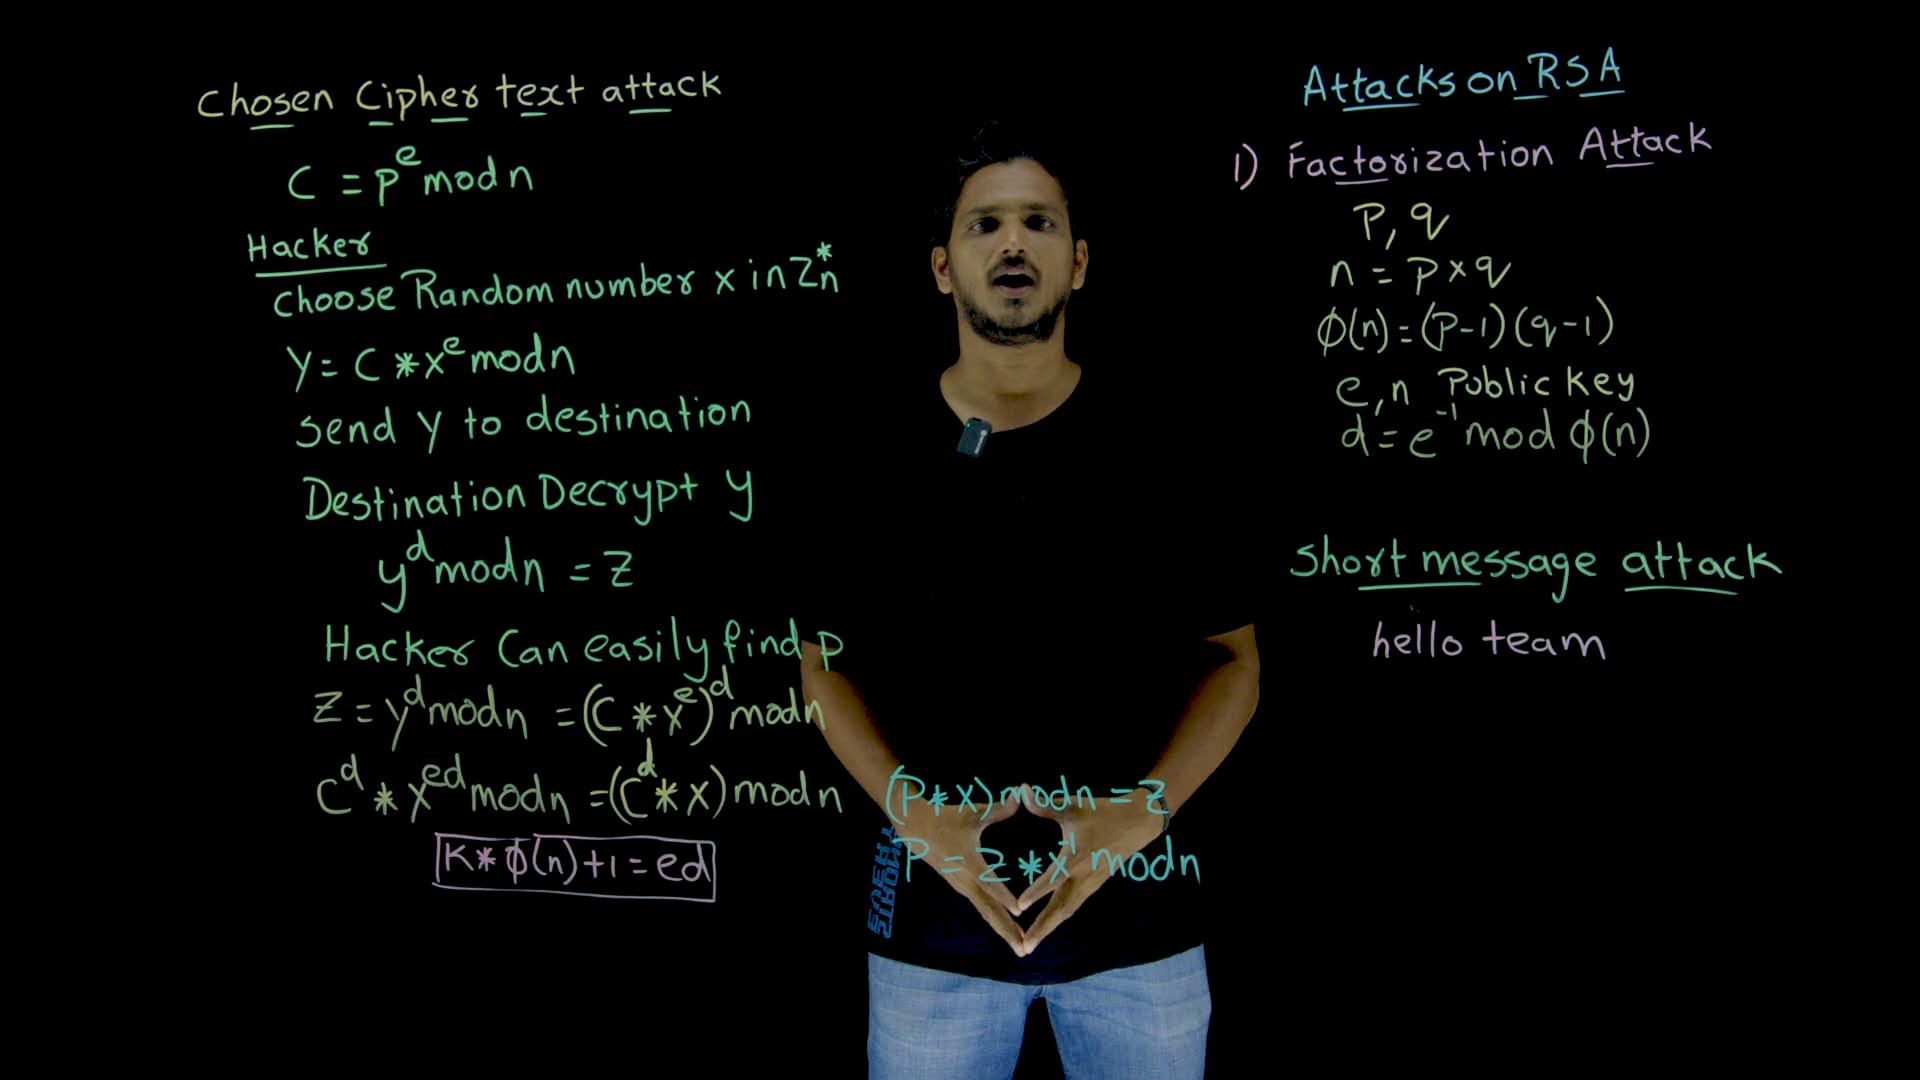 Chosen Cipher text attack
C = p^e mod n
Hacker
Choose Random number x in Z*n
Y = C * x^e mod n
Send Y to destination
Destination Decrypt y
y^d mod n = Z
Hacker Can easily find p
Z = y^d mod n = (C * x^e)^d mod n
C^d * x^ed mod n = (C^d * x) mod n
(P * X) mod n = Z
P = Z * x^-1 mod n
K * ϕ(n) + 1 = ed
Attacks on RSA
1) Factorization Attack
P, q
n = P x q
ϕ(n) = (P-1) (q-1)
e, n Public key
d = e^-1 mod ϕ(n)
Short message attack
hello team